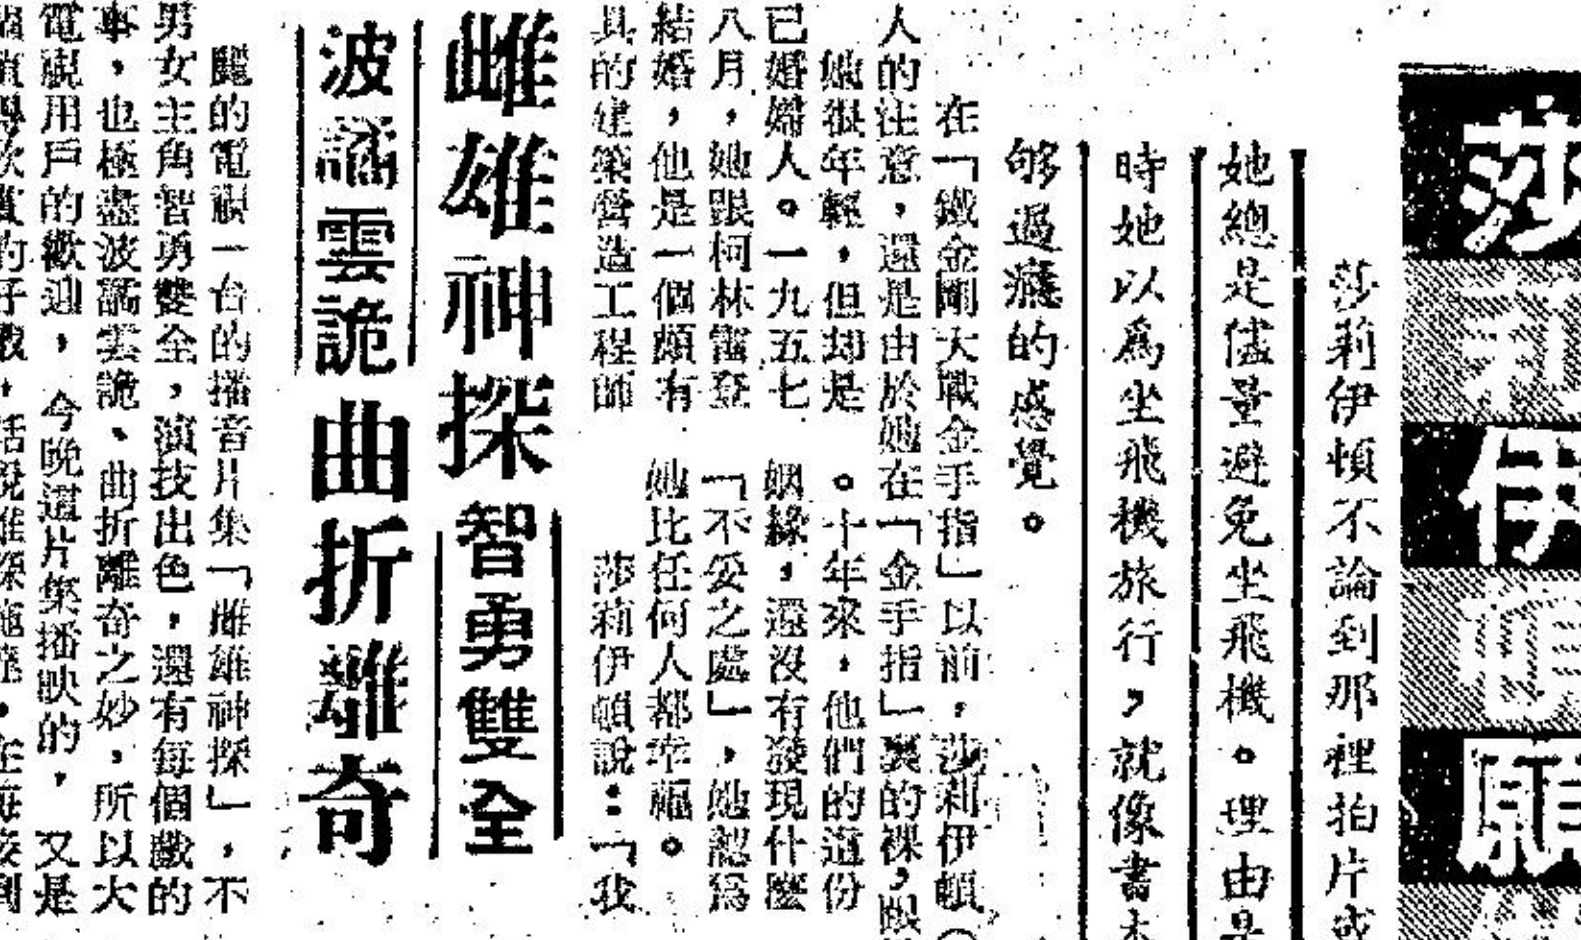 莎莉伊
莎莉伊頓不論到那裡拍片或
她總是儘量避免坐飛機。理由是
時她以爲坐飛機旅行，就像書本
够過癮的感覺。
在「鐵金剛大戰金手指」以前，莎利伊頓（
人的注意，還是由於她在「金手指」裏的裸，眼
她很年輕，但却是
已婚婦人。一九五七
八月，她跟柯林雷登
結婚，他是一個頗有
具的建築營造工程師
。十年來，他們的這份
姻緣，還沒有發現什麼
「不妥之處」，她認爲
她比任何人都幸福。
莎莉伊頓說：「我
雌雄神探智勇雙全
波譎雲詭曲折離奇
麗的電視一台的播音片集「雌雄神探」，不
男女主角智勇雙全，演技出色，還有每個戲的
事，也極盡波譎雲詭、曲折離奇之妙，所以大
電視用戶的歡迎，今晚這片集播映的，又是